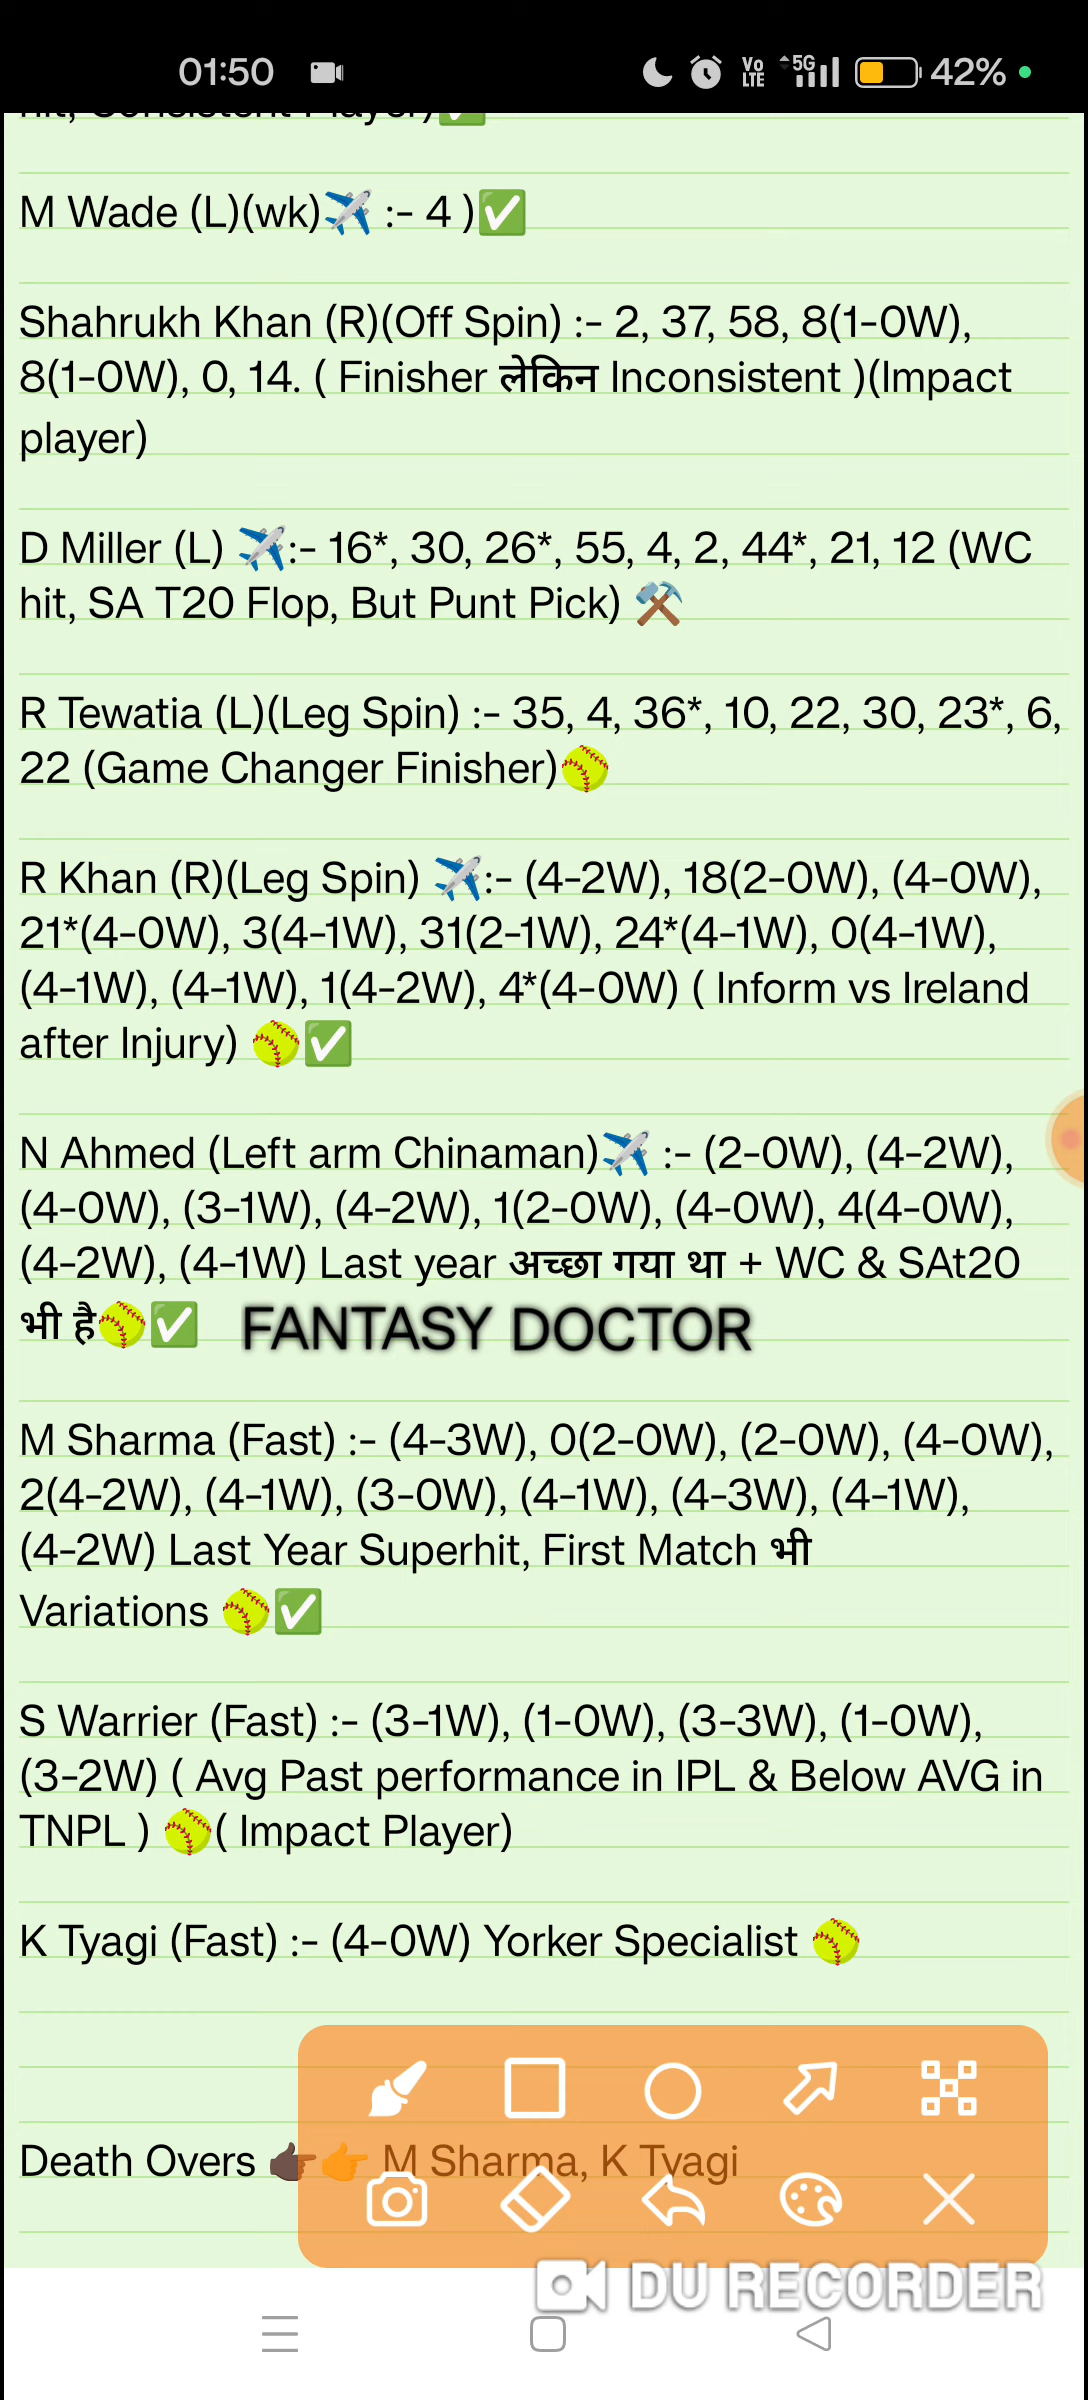 01:50 Vo LTE 5G 42%
hit, Consistent Player)✅
M Wade (L)(wk)✈️ :- 4 )✅
Shahrukh Khan (R)(Off Spin) :- 2, 37, 58, 8(1-0W),
8(1-0W), 0, 14. ( Finisher लेकिन Inconsistent )(Impact
player)
D Miller (L) ✈️:- 16*, 30, 26*, 55, 4, 2, 44*, 21, 12 (WC
hit, SA T20 Flop, But Punt Pick) ⚒️
R Tewatia (L)(Leg Spin) :- 35, 4, 36*, 10, 22, 30, 23*, 6,
22 (Game Changer Finisher)🥎
R Khan (R)(Leg Spin) ✈️:- (4-2W), 18(2-0W), (4-0W),
21*(4-0W), 3(4-1W), 31(2-1W), 24*(4-1W), 0(4-1W),
(4-1W), (4-1W), 1(4-2W), 4*(4-0W) ( Inform vs Ireland
after Injury) 🥎✅
N Ahmed (Left arm Chinaman)✈️ :- (2-0W), (4-2W),
(4-0W), (3-1W), (4-2W), 1(2-0W), (4-0W), 4(4-0W),
(4-2W), (4-1W) Last year अच्छा गया था + WC & SAt20
भी है🥎✅ FANTASY DOCTOR
M Sharma (Fast) :- (4-3W), 0(2-0W), (2-0W), (4-0W),
2(4-2W), (4-1W), (3-0W), (4-1W), (4-3W), (4-1W),
(4-2W) Last Year Superhit, First Match भी
Variations 🥎✅
S Warrier (Fast) :- (3-1W), (1-0W), (3-3W), (1-0W),
(3-2W) ( Avg Past performance in IPL & Below AVG in
TNPL ) 🥎( Impact Player)
K Tyagi (Fast) :- (4-0W) Yorker Specialist 🥎
Death Overs 👉🏿👉 M Sharma, K Tyagi
DU RECORDER